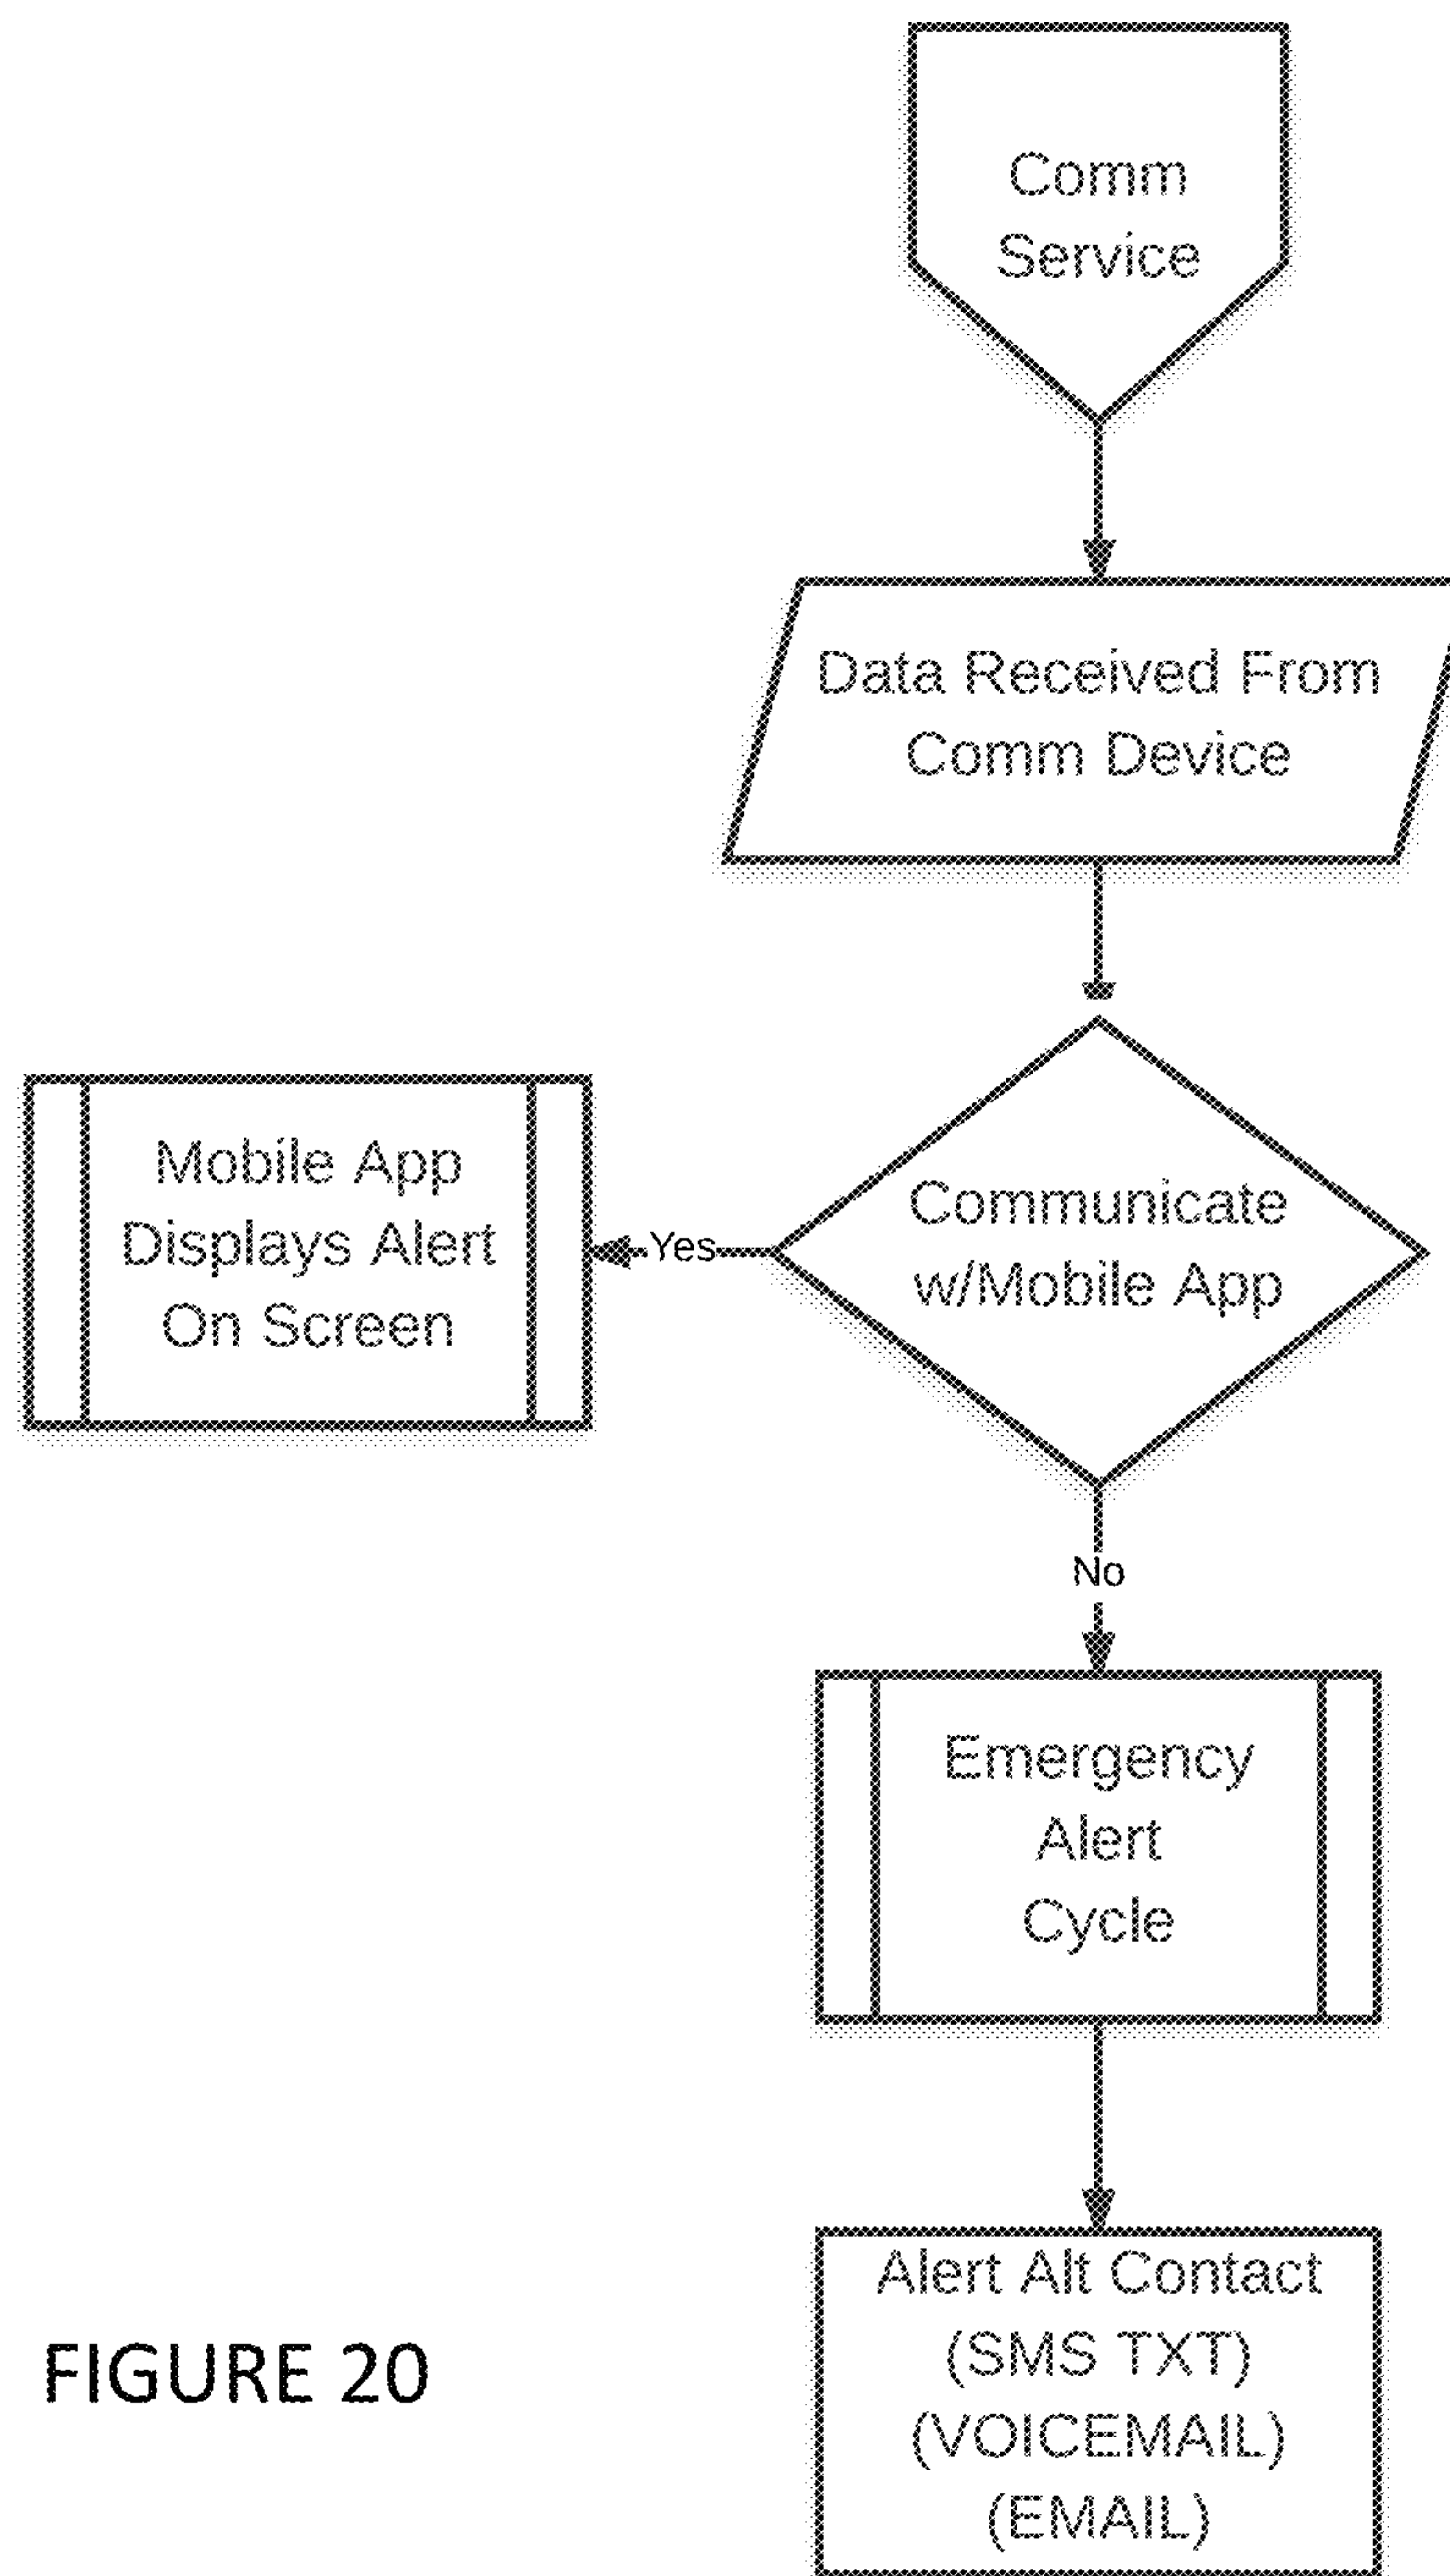 Comm
Service
Data Received From
Comm Device
Communicate
w/Mobile App
Yes
Mobile App
Displays Alert
On Screen
No
Emergency
Alert
Cycle
Alert Alt Contact
(SMS TXT)
(VOICEMAIL)
(EMAIL)
FIGURE 20